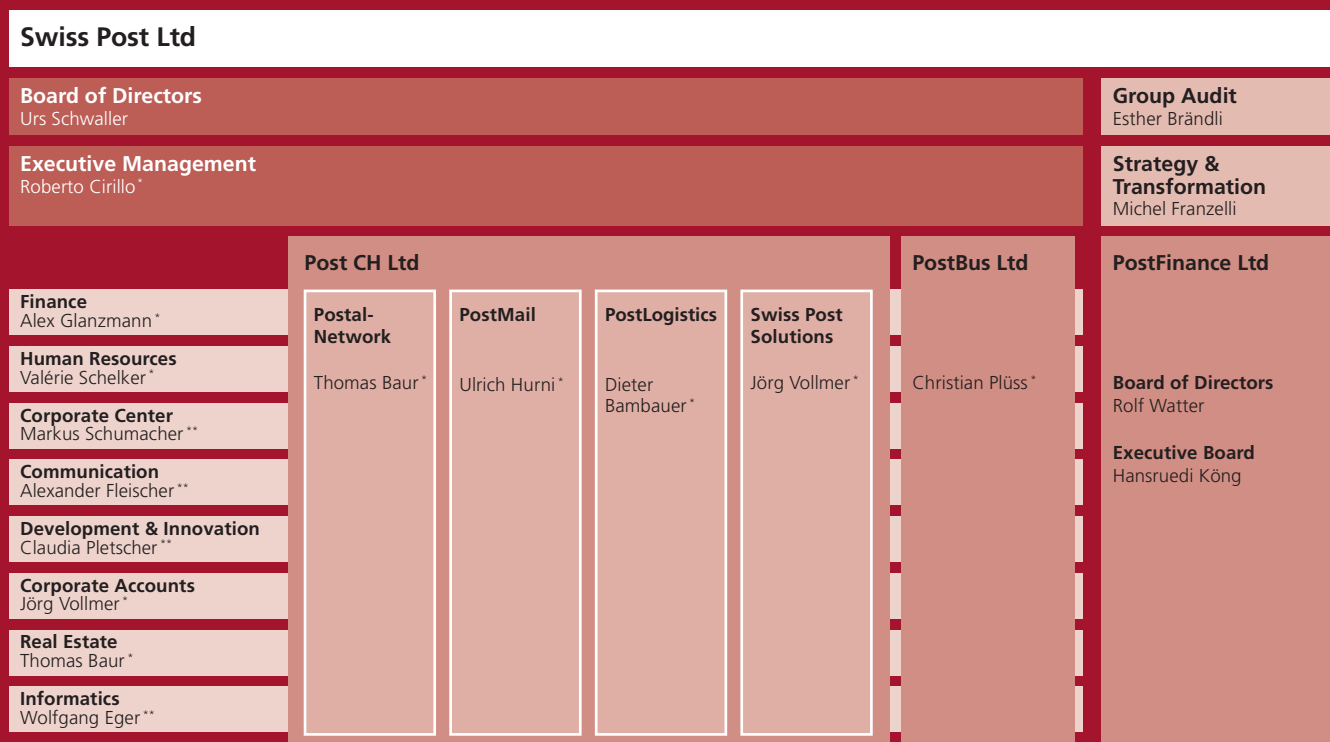 Swiss Post Ltd
Board of Directors
Urs Schwaller
Group Audit
Esther Brändli
Executive Management
Roberto Cirillo*
Strategy &
Transformation
Michel Franzelli
Post CH Ltd
PostBus Ltd
PostFinance Ltd
Finance
Alex Glanzmann*
Human Resources
Valérie Schelker*
Corporate Center
Markus Schumacher**
Communication
Alexander Fleischer**
Development & Innovation
Claudia Pletscher**
Corporate Accounts
Jörg Vollmer*
Real Estate
Thomas Baur*
Informatics
Wolfgang Eger**
Postal-
Network
Thomas Baur*
PostMail
Ulrich Hurni*
PostLogistics
Dieter
Bambauer*
Swiss Post
Solutions
Jörg Vollmer*
Christian Plüss*
Board of Directors
Rolf Watter
Executive Board
Hansruedi Köng